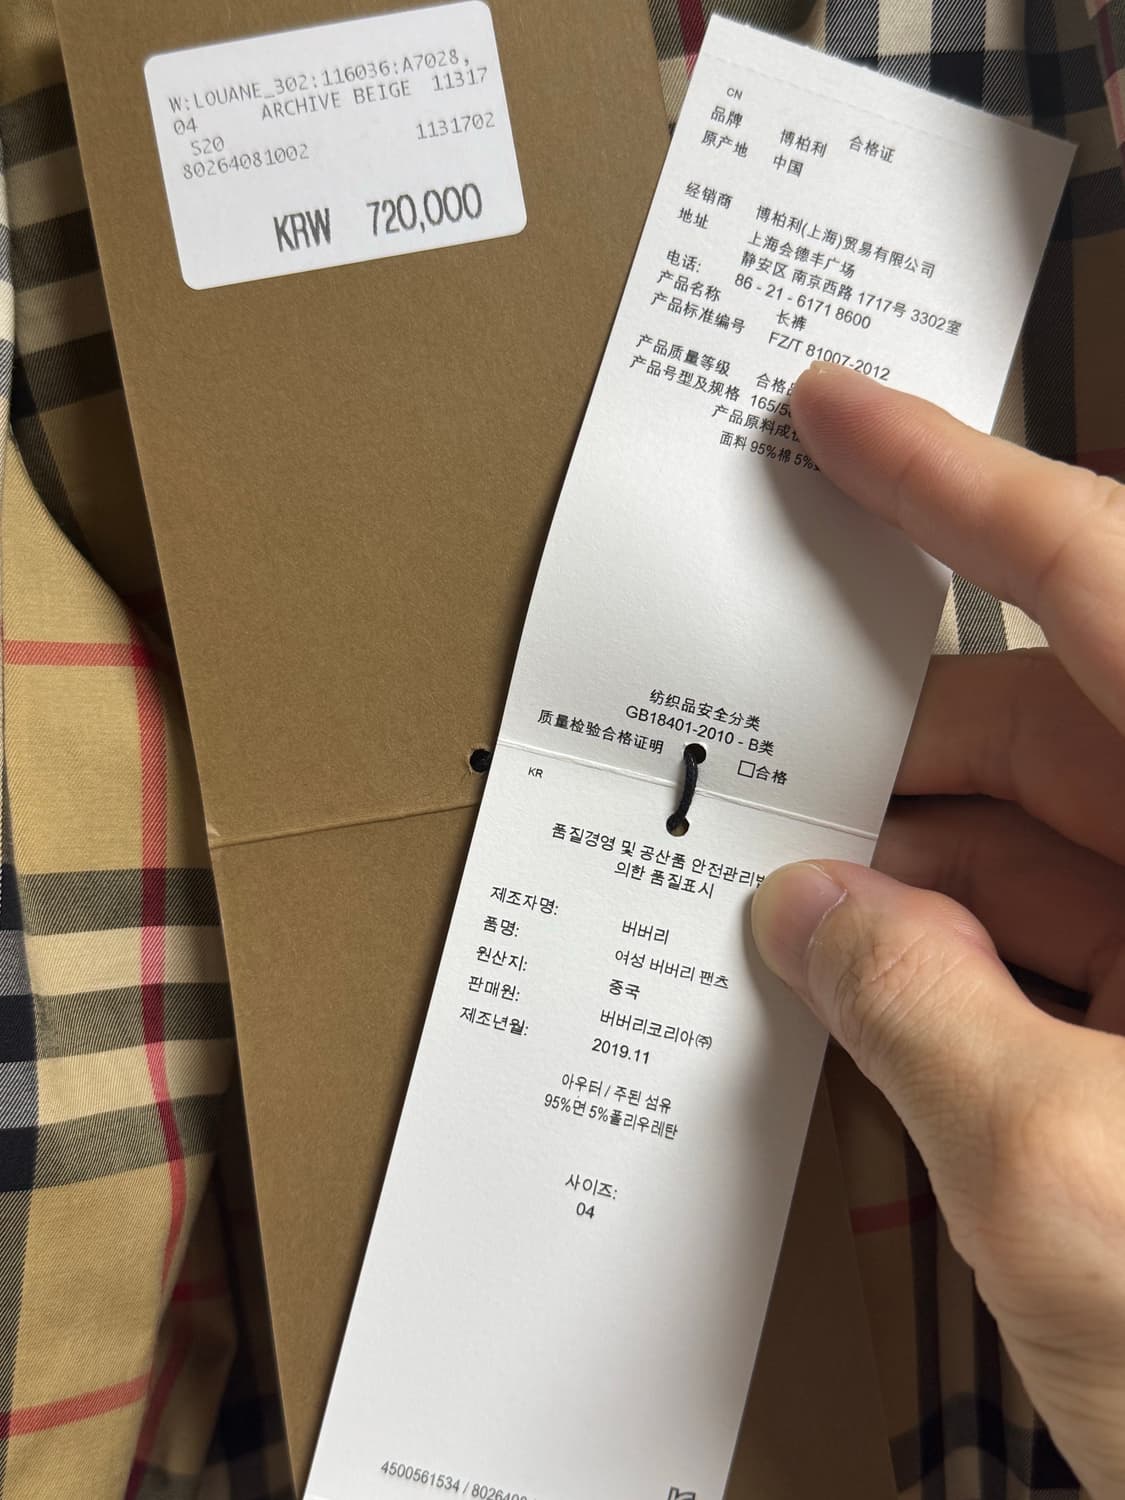 W:LOUANE_302:116036:A7028,
04 ARCHIVE BEIGE 11317
S20 1131702
80264081002
KRW 720,000
CN
品牌 博柏利 合格证
原产地 中国
经销商 博柏利(上海)贸易有限公司
地址 上海会德丰广场
静安区 南京西路 1717号 3302室
电话: 86 - 21 - 6171 8600
产品名称 长裤
产品标准编号 FZ/T 81007-2012
产品质量等级 合格
产品号型及规格 165/5
产品原料成
面料 95%棉 5%
纺织品安全分类
GB18401-2010 - B类
质量检验合格证明 □合格
KR
품질경영 및 공산품 안전관리
의한 품질표시
제조자명: 버버리
품명: 여성 버버리 팬츠
원산지: 중국
판매원: 버버리코리아㈜
제조년월: 2019.11
아우터 / 주된 섬유
95%면 5%폴리우레탄
사이즈:
04
4500561534 / 8026408